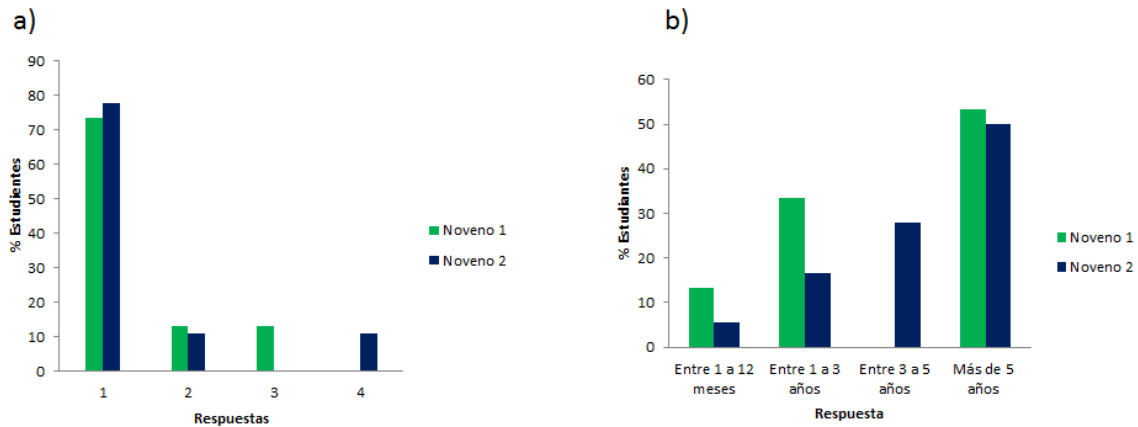 a)
90
80
70
60
50
40
30
20
10
0
% Estudientes
1 2 3 4
Respuestas
Noveno 1
Noveno 2
b)
60
50
40
30
20
10
0
% Estudiantes
Entre 1 a 12 meses
Entre 1 a 3 años
Entre 3 a 5 años
Más de 5 años
Respuesta
Noveno 1
Noveno 2